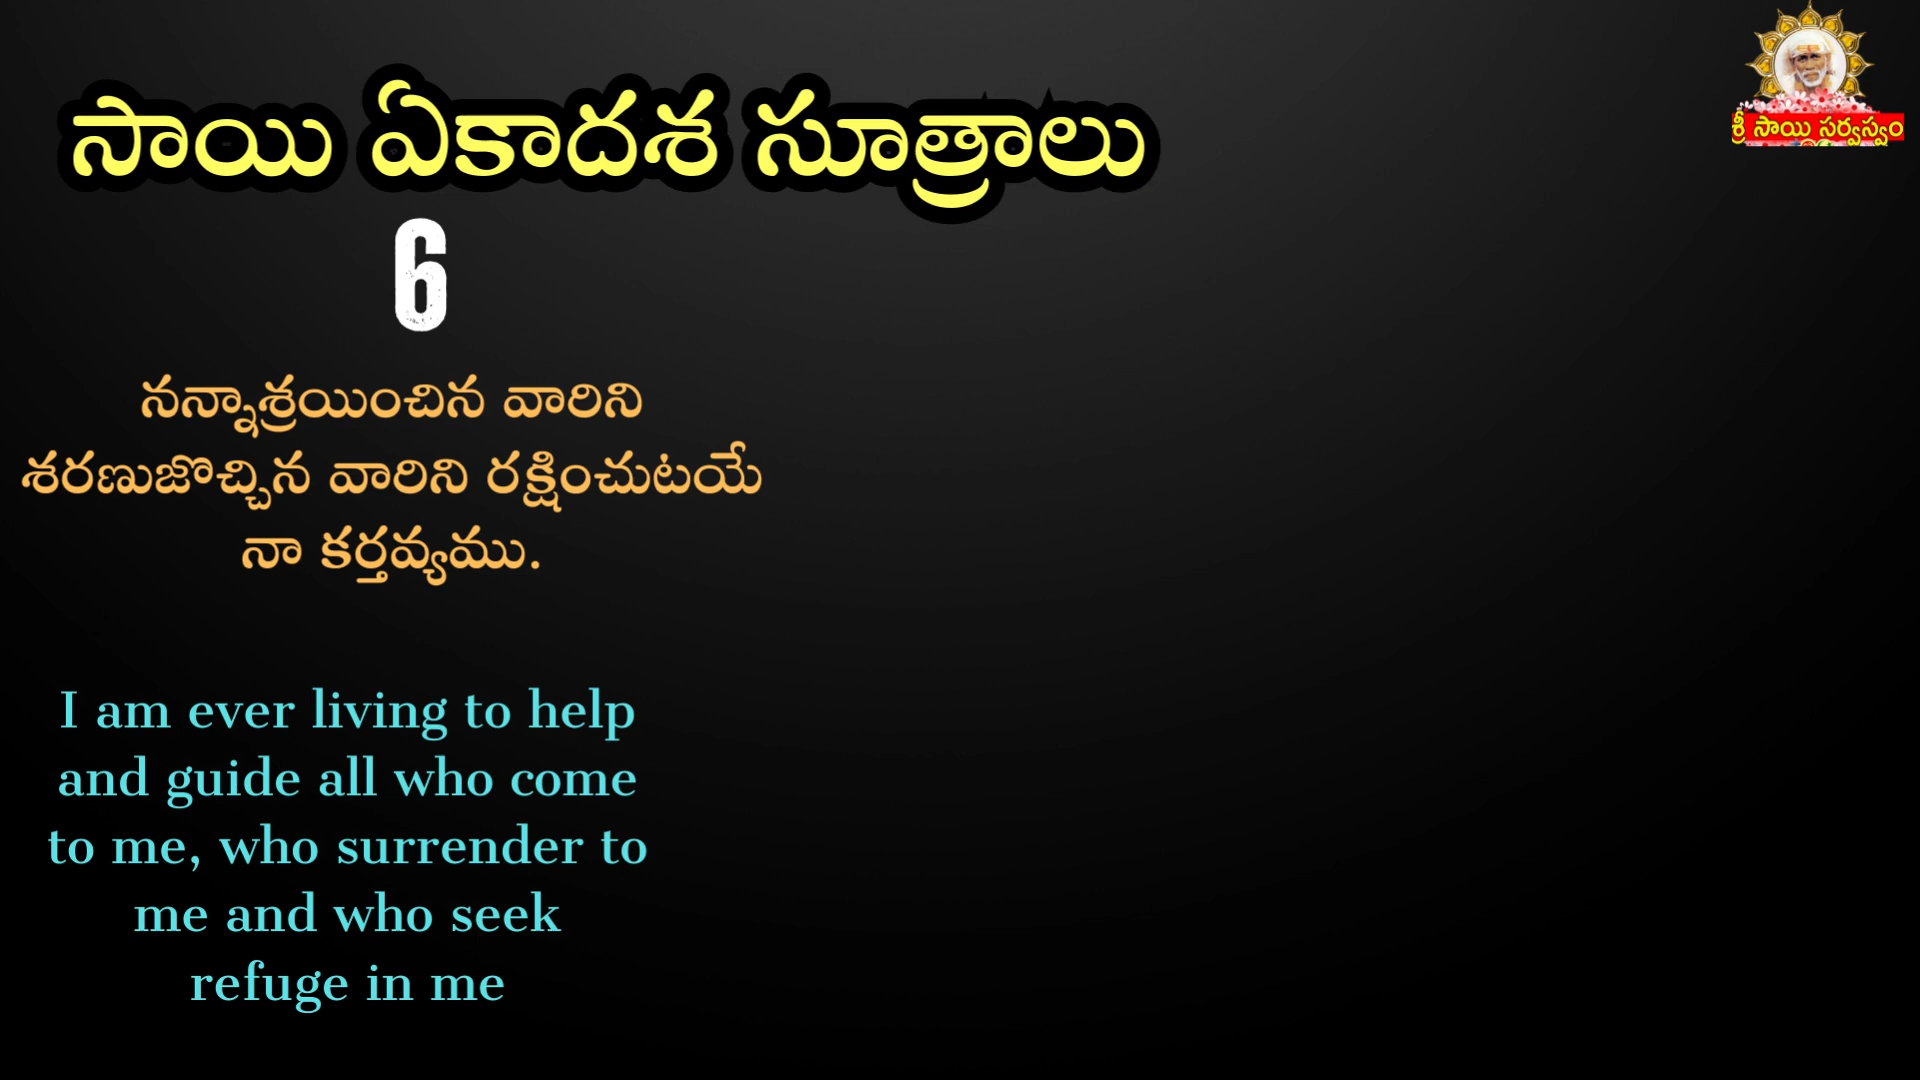 సాయి ఏకాదశ సూత్రాలు
శ్రీ సాయి సర్వస్వం
6
నన్నాశ్రయించిన వారిని
శరణుజొచ్చిన వారిని రక్షించుటయే
నా కర్తవ్యము.
I am ever living to help
and guide all who come
to me, who surrender to
me and who seek
refuge in me